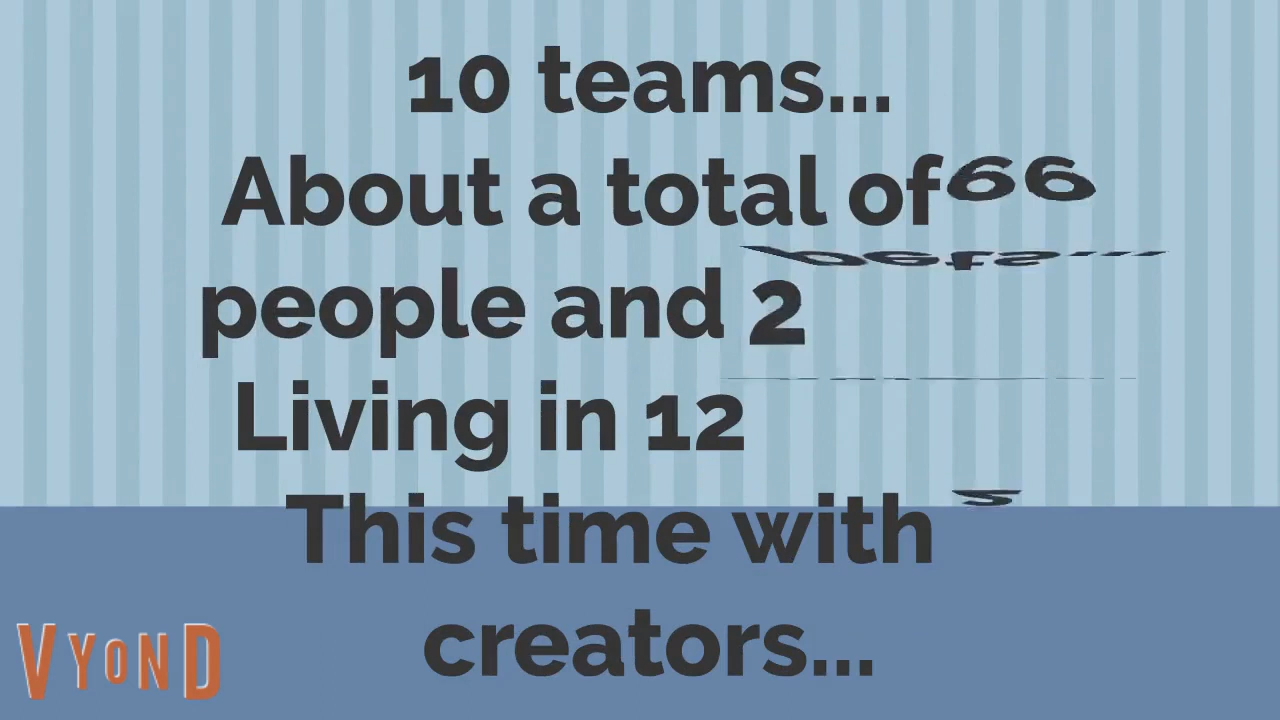 10 teams...
About a total of 66
people and 2
Living in 12
This time with
creators...
VYOND